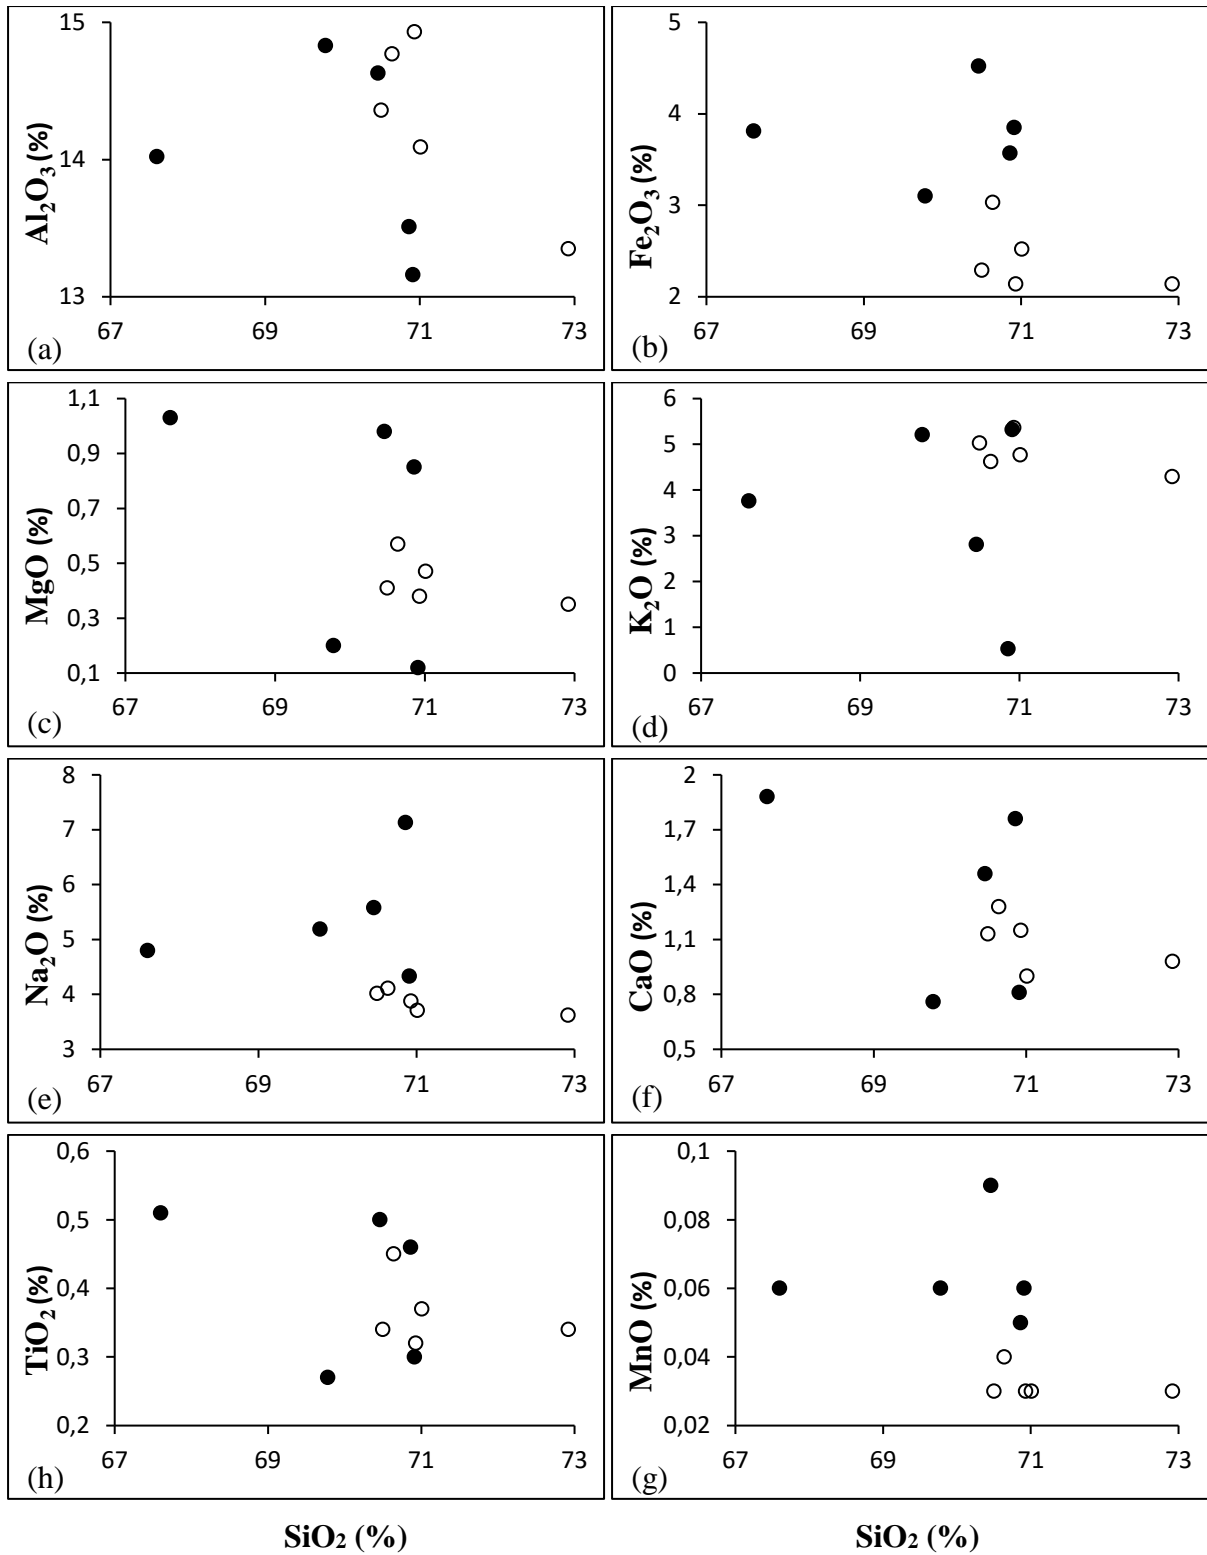 15
14
13
Al₂O₃ (%)
67 69 71 73
(a)
5
4
3
2
Fe₂O₃ (%)
67 69 71 73
(b)
1,1
0,9
0,7
0,5
0,3
0,1
MgO (%)
67 69 71 73
(c)
6
5
4
3
2
1
0
K₂O (%)
67 69 71 73
(d)
8
7
6
5
4
3
Na₂O (%)
67 69 71 73
(e)
2
1,7
1,4
1,1
0,8
0,5
CaO (%)
67 69 71 73
(f)
0,6
0,5
0,4
0,3
0,2
TiO₂ (%)
67 69 71 73
(h)
0,1
0,08
0,06
0,04
0,02
MnO (%)
67 69 71 73
(g)
SiO₂ (%) SiO₂ (%)